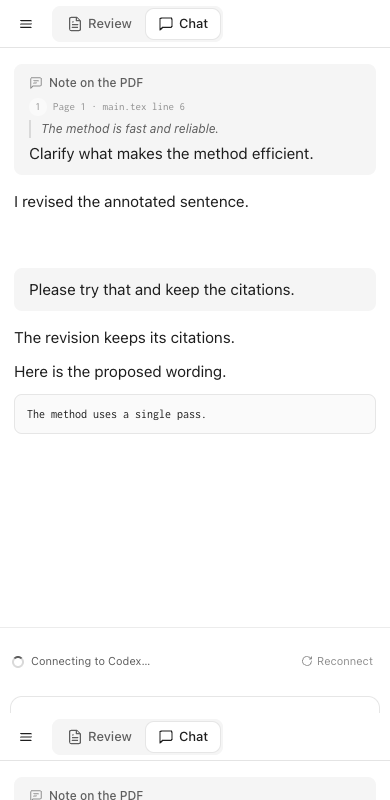 Review Chat
Note on the PDF
1 Page 1 · main.tex line 6
The method is fast and reliable.
Clarify what makes the method efficient.
I revised the annotated sentence.
Please try that and keep the citations.
The revision keeps its citations.
Here is the proposed wording.
The method uses a single pass.
Connecting to Codex... Reconnect
Review Chat
Note on the PDF